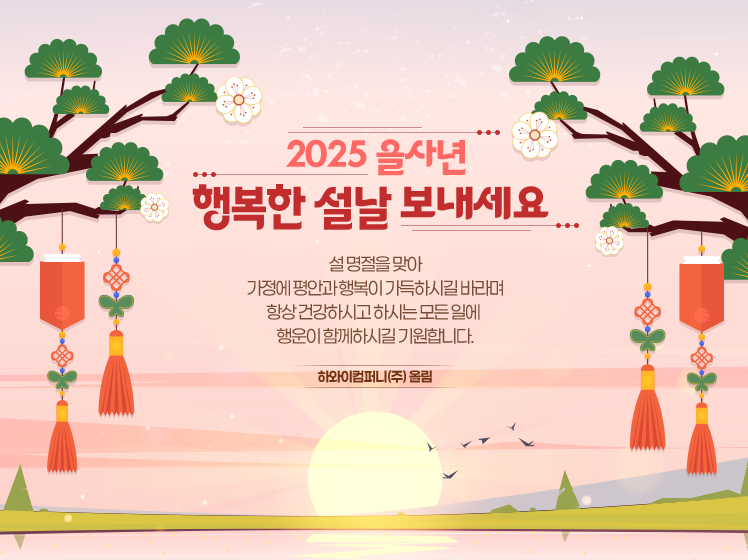 2025 을사년
행복한 설날 보내세요
설 명절을 맞아
가정에 평안과 행복이 가득하시길 바라며
항상 건강하시고 하시는 모든 일에
행운이 함께하시길 기원합니다.
하와이컴퍼니(주) 올림